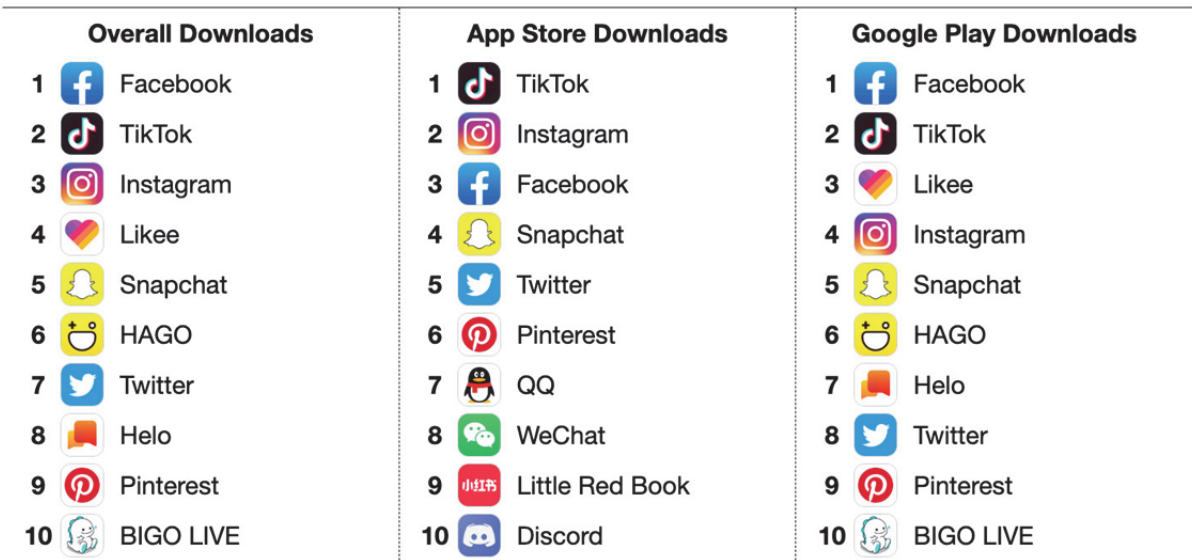 Overall Downloads
1 Facebook
2 TikTok
3 Instagram
4 Likee
5 Snapchat
6 HAGO
7 Twitter
8 Helo
9 Pinterest
10 BIGO LIVE
App Store Downloads
1 TikTok
2 Instagram
3 Facebook
4 Snapchat
5 Twitter
6 Pinterest
7 QQ
8 WeChat
9 小红书 Little Red Book
10 Discord
Google Play Downloads
1 Facebook
2 TikTok
3 Likee
4 Instagram
5 Snapchat
6 HAGO
7 Helo
8 Twitter
9 Pinterest
10 BIGO LIVE